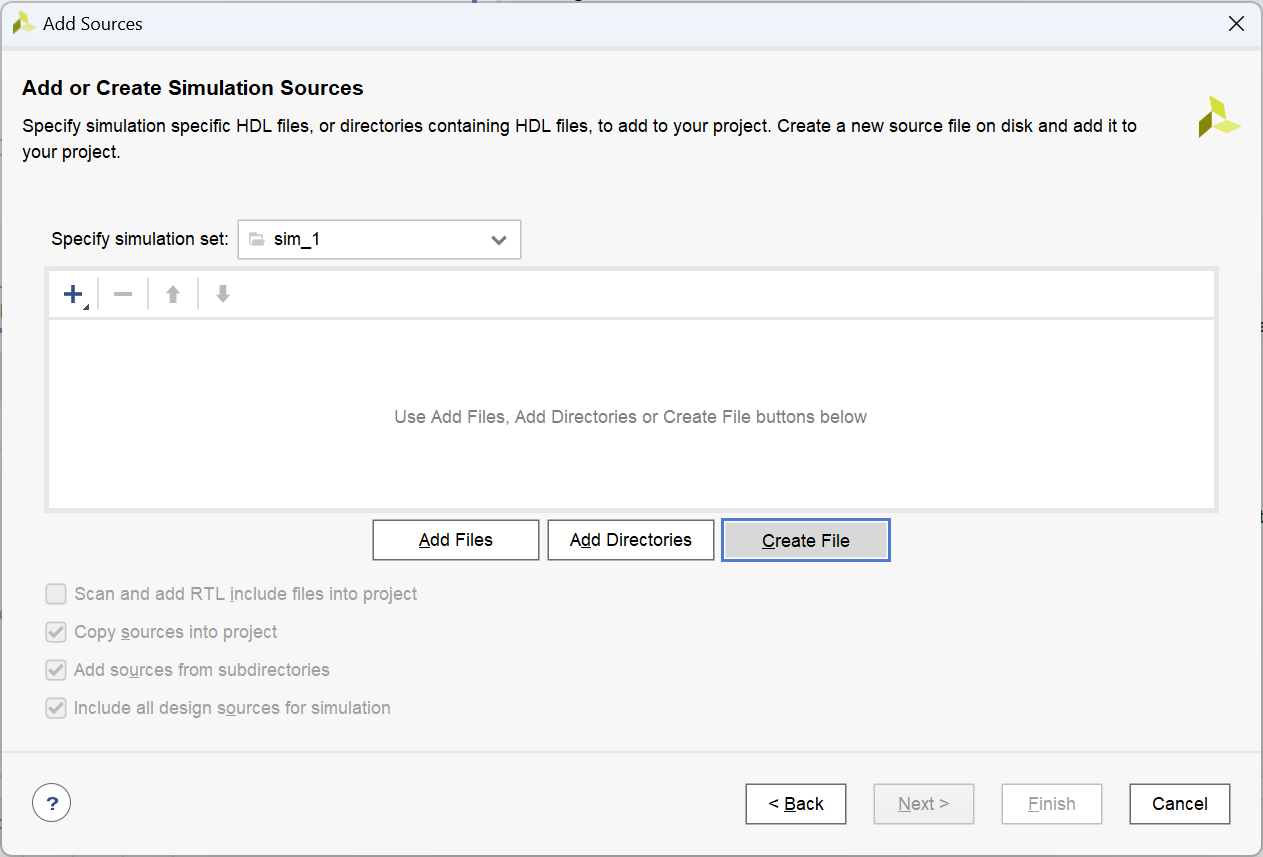 Add Sources
Add or Create Simulation Sources
Specify simulation specific HDL files, or directories containing HDL files, to add to your project. Create a new source file on disk and add it to
your project.
Specify simulation set: sim_1
Use Add Files, Add Directories or Create File buttons below
Add Files Add Directories Create File
Scan and add RTL include files into project
Copy sources into project
Add sources from subdirectories
Include all design sources for simulation
? < Back Next > Finish Cancel